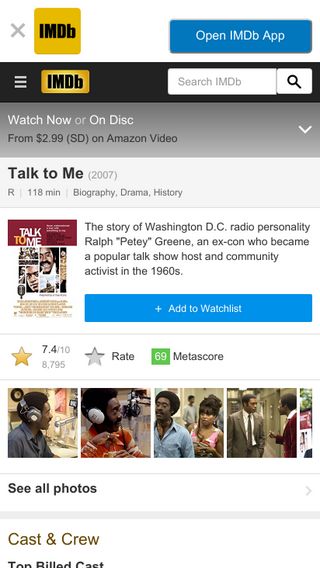 IMDb
Open IMDb App
IMDb
Search IMDb
Watch Now or On Disc
From $2.99 (SD) on Amazon Video
Talk to Me (2007)
R | 118 min | Biography, Drama, History
TALK TO ME
The story of Washington D.C. radio personality
Ralph "Petey" Greene, an ex-con who became
a popular talk show host and community
activist in the 1960s.
+ Add to Watchlist
7.4/10
8,795
Rate
69 Metascore
See all photos
Cast & Crew
Top Billed Cast